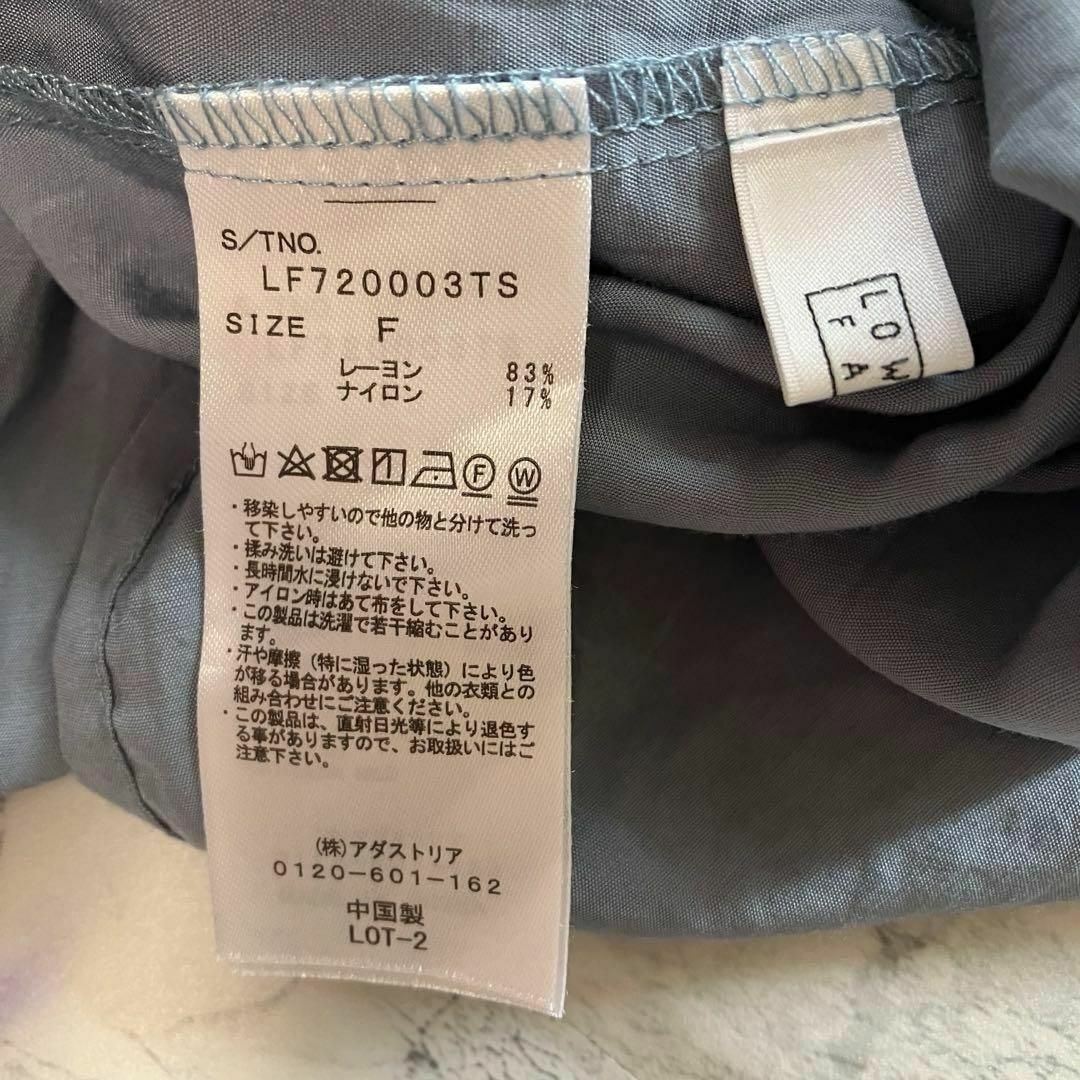 S/TNO.
LF720003TS
SIZE F
レーヨン 83%
ナイロン 17%
F W
・移染しやすいので他の物と分けて洗っ
て下さい。
・揉み洗いは避けて下さい。
・長時間水に浸けないで下さい。
・アイロン時はあて布をして下さい。
・この製品は洗濯で若干縮むことがあり
ます。
・汗や摩擦（特に湿った状態）により色
が移る場合があります。他の衣類との
組み合わせにご注意ください。
・この製品は、直射日光等により退色す
る事がありますので、お取扱いにはご
注意下さい。
(株)アダストリア
0120-601-162
中国製
LOT-2
LOW
FA